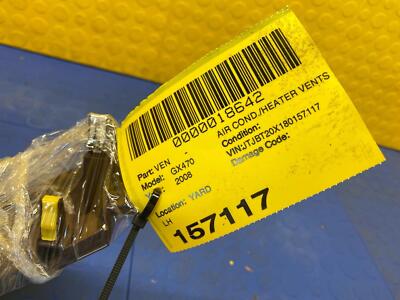 0000018642
Part: VEN AIR COND./HEATER VENTS
Model: GX470 Condition:
2008 VIN:JTJBT20X180157117
Damage Code:
Location: YARD
LH
157117